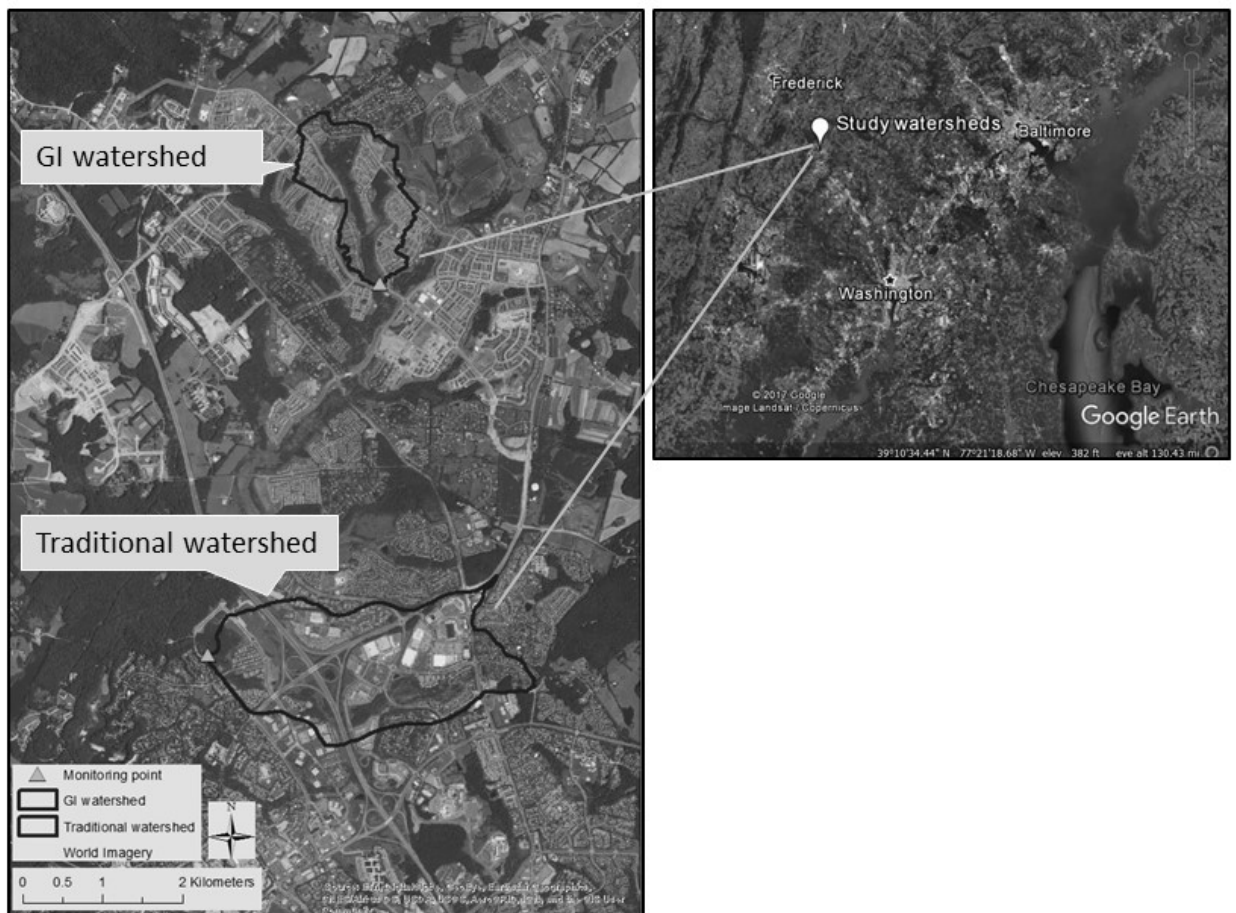 GI watershed
Traditional watershed
Monitoring point
GI watershed
Traditional watershed
World Imagery
N
0 0.5 1 2 Kilometers
Frederick
Study watersheds
Baltimore
Washington
© 2017 Google
Image Landsat / Copernicus
Chesapeake Bay
Google Earth
39°10'34.44" N 77°21'18.68" W elev 382 ft eye alt 130.43 mi